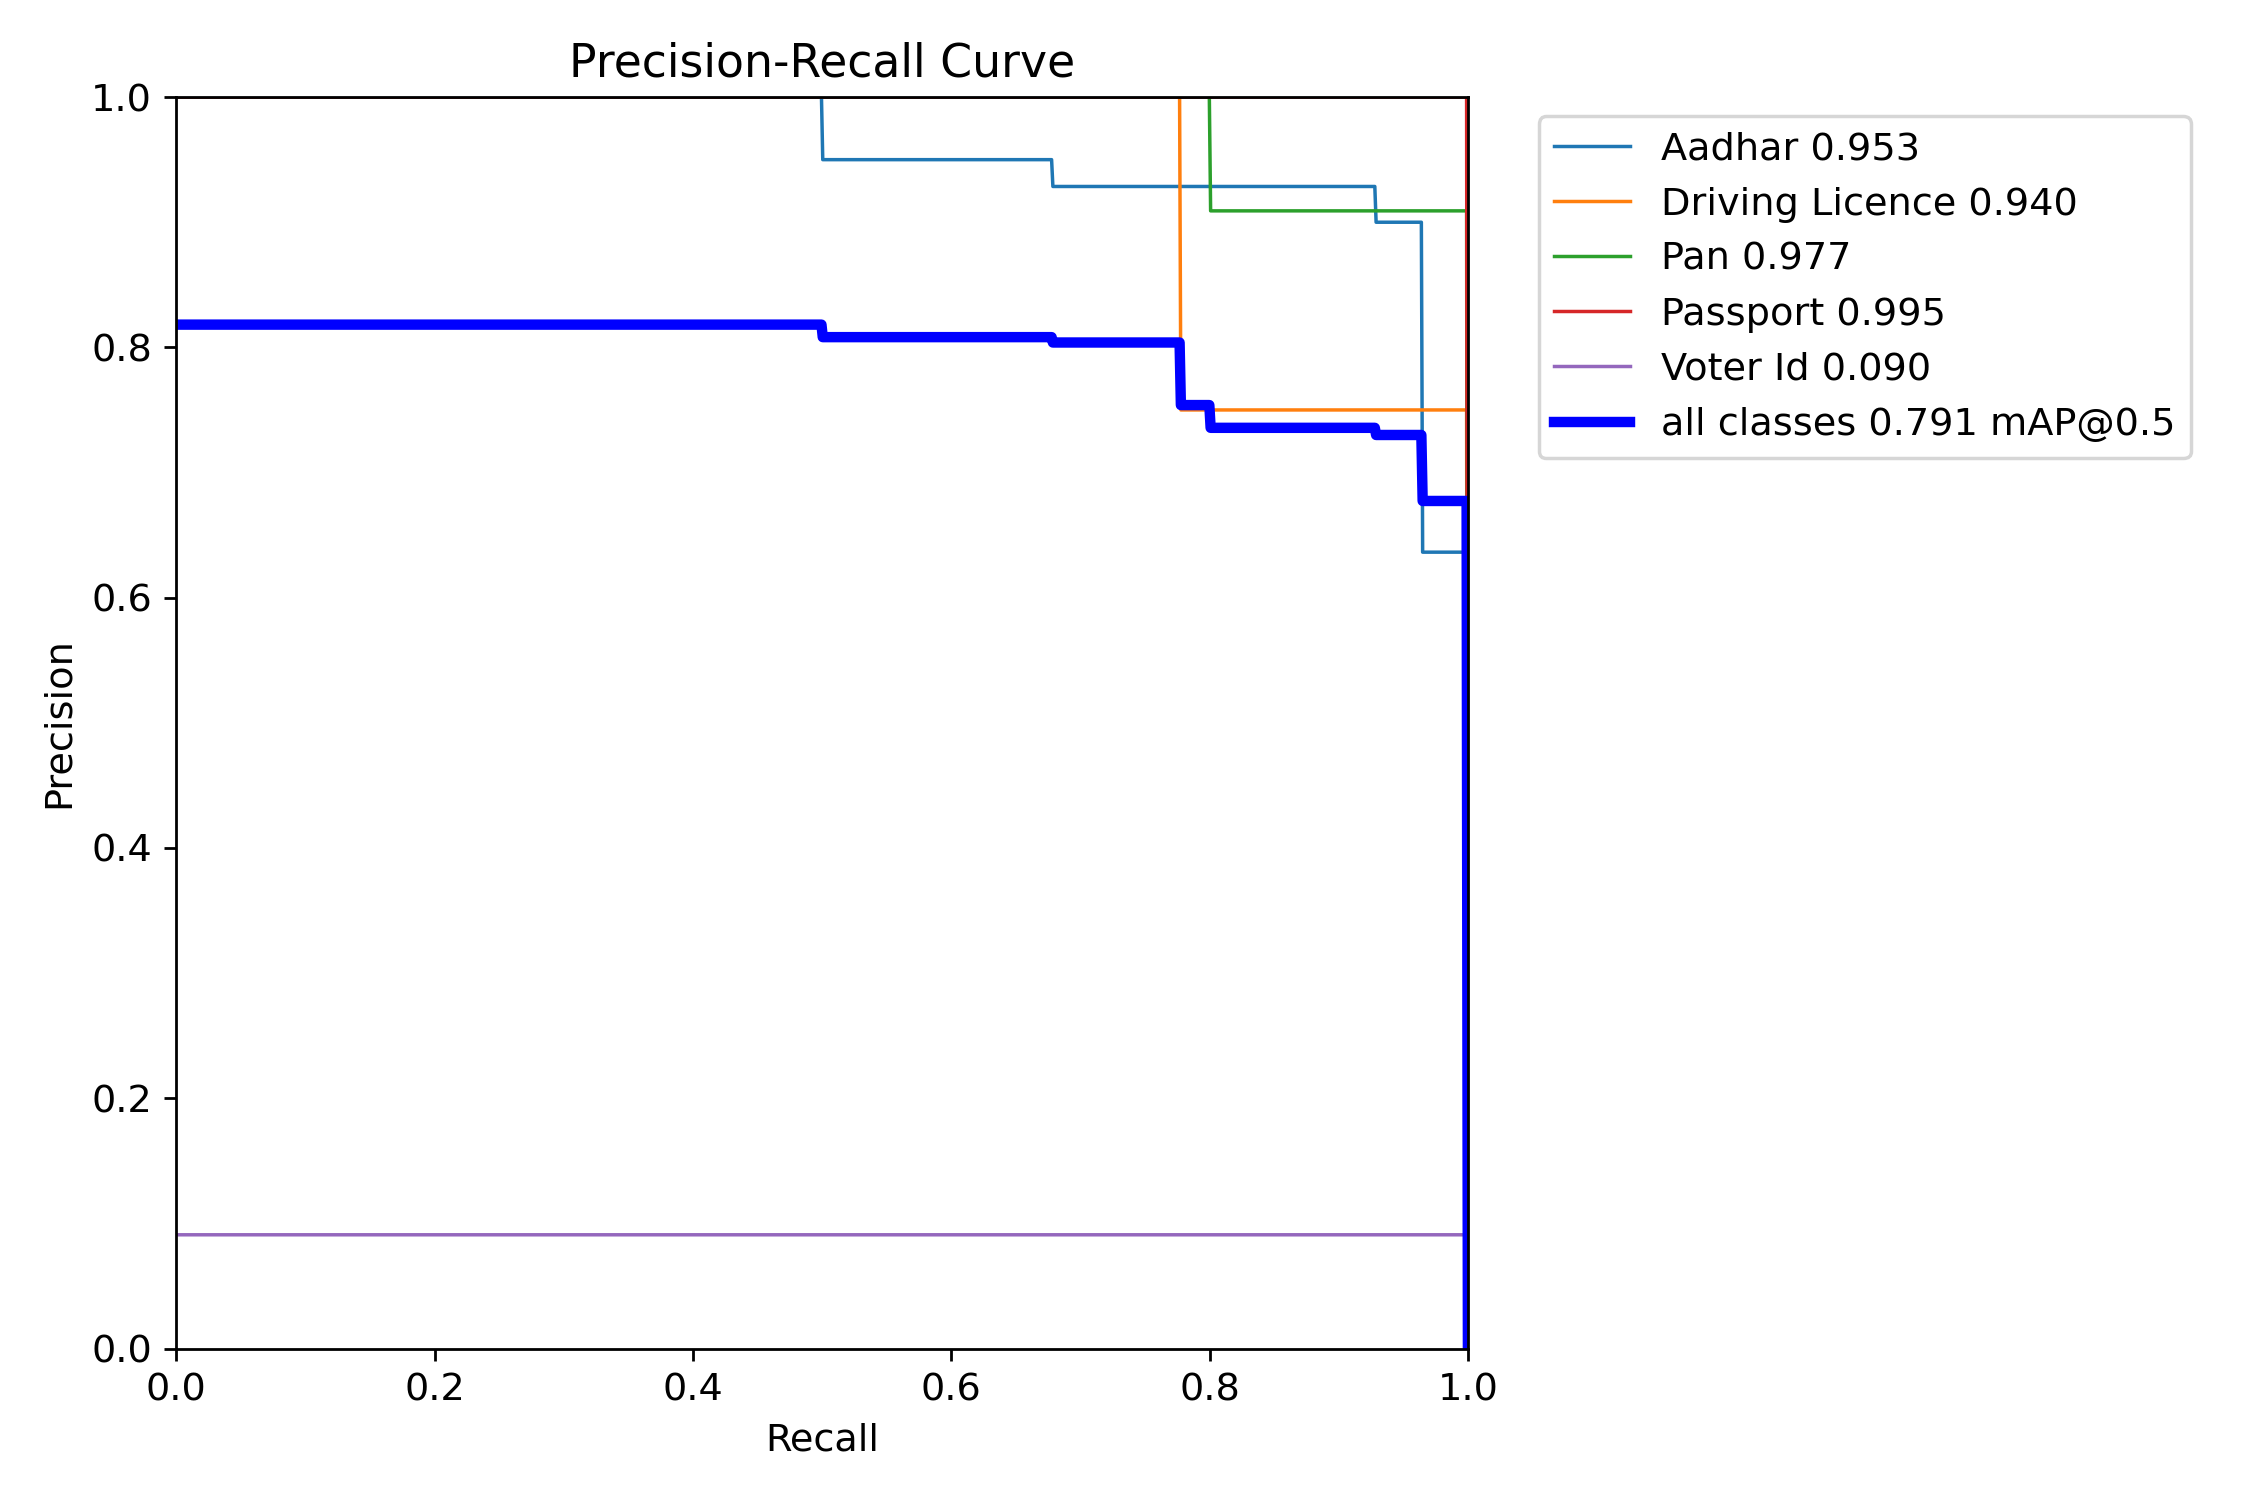 Precision-Recall Curve
1.0
0.8
0.6
0.4
0.2
0.0
Precision
0.0 0.2 0.4 0.6 0.8 1.0
Recall
Aadhar 0.953
Driving Licence 0.940
Pan 0.977
Passport 0.995
Voter Id 0.090
all classes 0.791 mAP@0.5